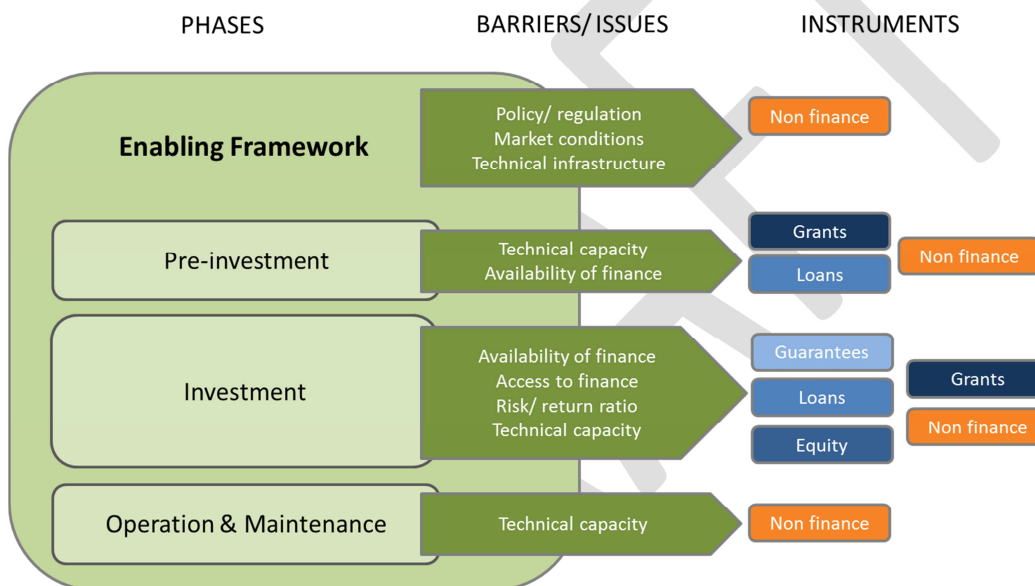 PHASES
BARRIERS/ ISSUES
INSTRUMENTS
Enabling Framework
Policy/ regulation
Market conditions
Technical infrastructure
Non finance
Pre-investment
Technical capacity
Availability of finance
Grants
Loans
Non finance
Investment
Availability of finance
Access to finance
Risk/ return ratio
Technical capacity
Guarantees
Loans
Equity
Grants
Non finance
Operation & Maintenance
Technical capacity
Non finance